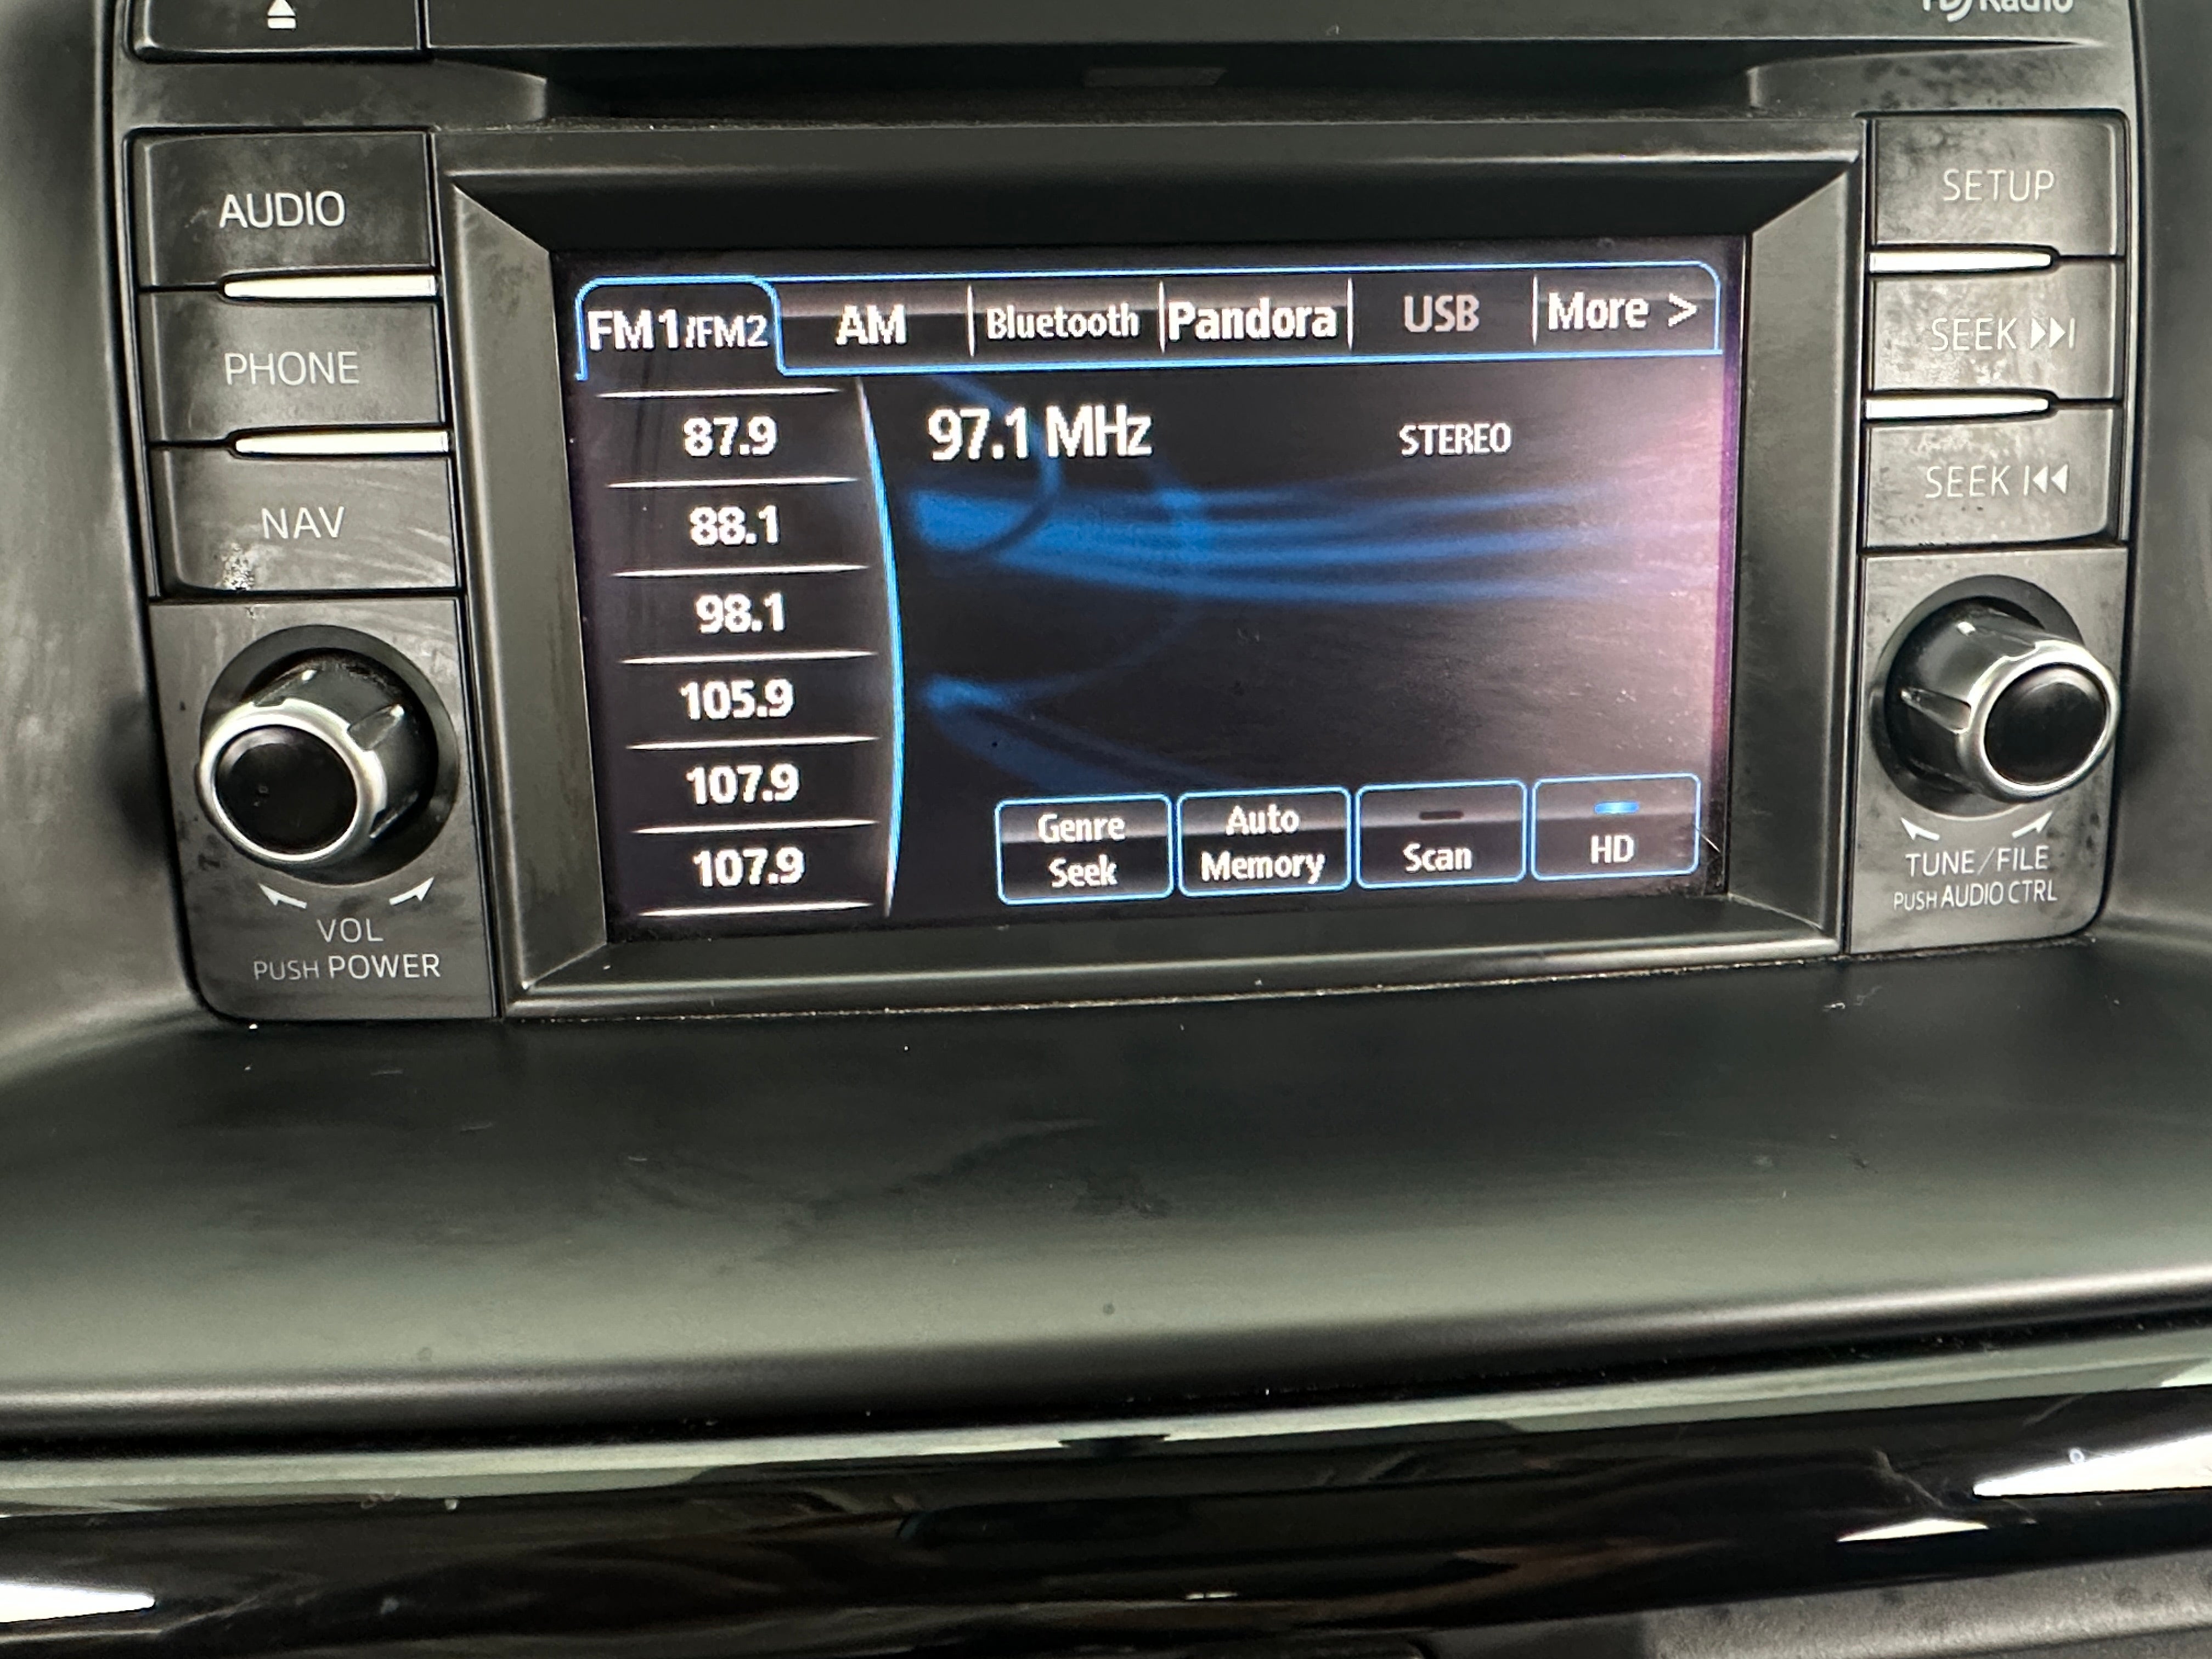 HD Radio
AUDIO
PHONE
NAV
VOL
PUSH POWER
FM1/FM2 AM Bluetooth Pandora USB More >
87.9
88.1
98.1
105.9
107.9
107.9
97.1 MHz STEREO
Genre
Seek
Auto
Memory
Scan
HD
SETUP
SEEK
SEEK
TUNE/FILE
PUSH AUDIO CTRL